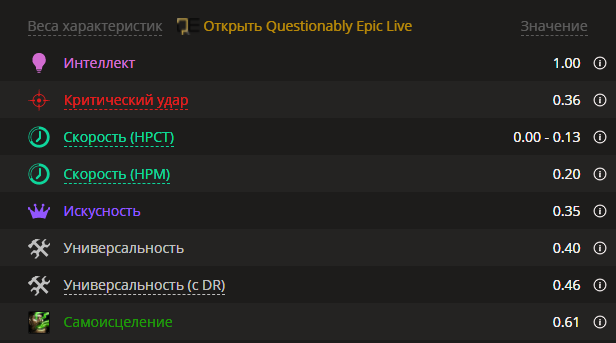 Веса характеристик Открыть Questionably Epic Live Значение
Интеллект 1.00
Критический удар 0.36
Скорость (HPCT) 0.00 - 0.13
Скорость (HPM) 0.20
Искусность 0.35
Универсальность 0.40
Универсальность (с DR) 0.46
Самоисцеление 0.61